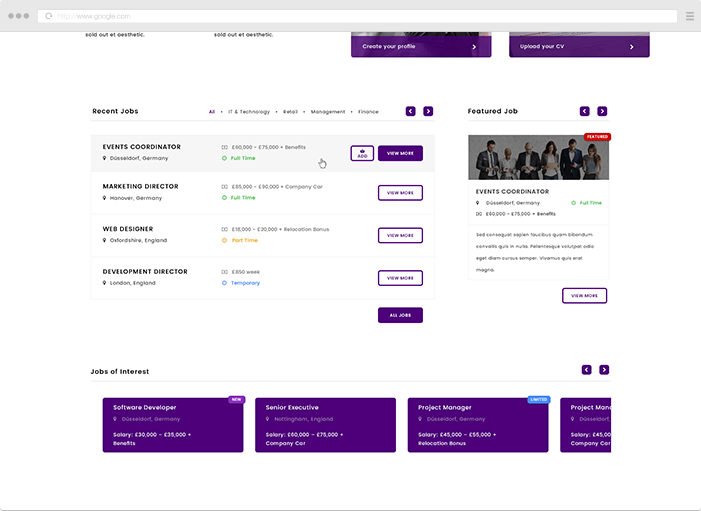 http://www.google.com
sold out et aesthetic.
sold out et aesthetic.
Create your profile
Upload your CV
Recent Jobs
All • IT & Technology • Retail • Management • Finance
EVENTS COORDINATOR
Düsseldorf, Germany
£60,000 - £75,000 + Benefits
Full Time
ADD
VIEW MORE
MARKETING DIRECTOR
Hanover, Germany
£85,000 - £90,000 + Company Car
Full Time
VIEW MORE
WEB DESIGNER
Oxfordshire, England
£18,000 - £20,000 + Relocation Bonus
Part Time
VIEW MORE
DEVELOPMENT DIRECTOR
London, England
£850 week
Temporary
VIEW MORE
ALL JOBS
Featured Job
FEATURED
EVENTS COORDINATOR
Düsseldorf, Germany
Full Time
£60,000 - £75,000 + Benefits
Sed consequat sapien faucibus quam bibendum
convallis quis in nulla. Pellentesque volutpat odio
eget diam cursus semper. Vivamus quis erat
magna.
VIEW MORE
Jobs of Interest
NEW
Software Developer
Düsseldorf, Germany
Salary: £30,000 - £35,000 +
Benefits
Senior Executive
Nottingham, England
Salary: £60,000 - £75,000 +
Company Car
LIMITED
Project Manager
Düsseldorf, Germany
Salary: £45,000 - £55,000 +
Relocation Bonus
Project Mana
Düsseldorf,
Salary: £45,00
Company Car